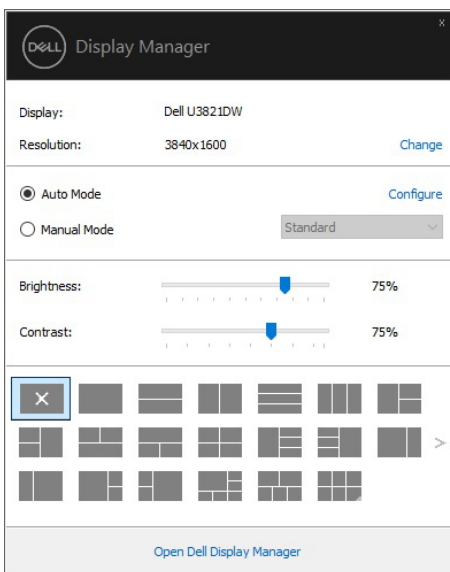 x
DELL Display Manager
Display: Dell U3821DW
Resolution: 3840x1600 Change
Auto Mode Configure
Manual Mode Standard
Brightness: 75%
Contrast: 75%
Open Dell Display Manager